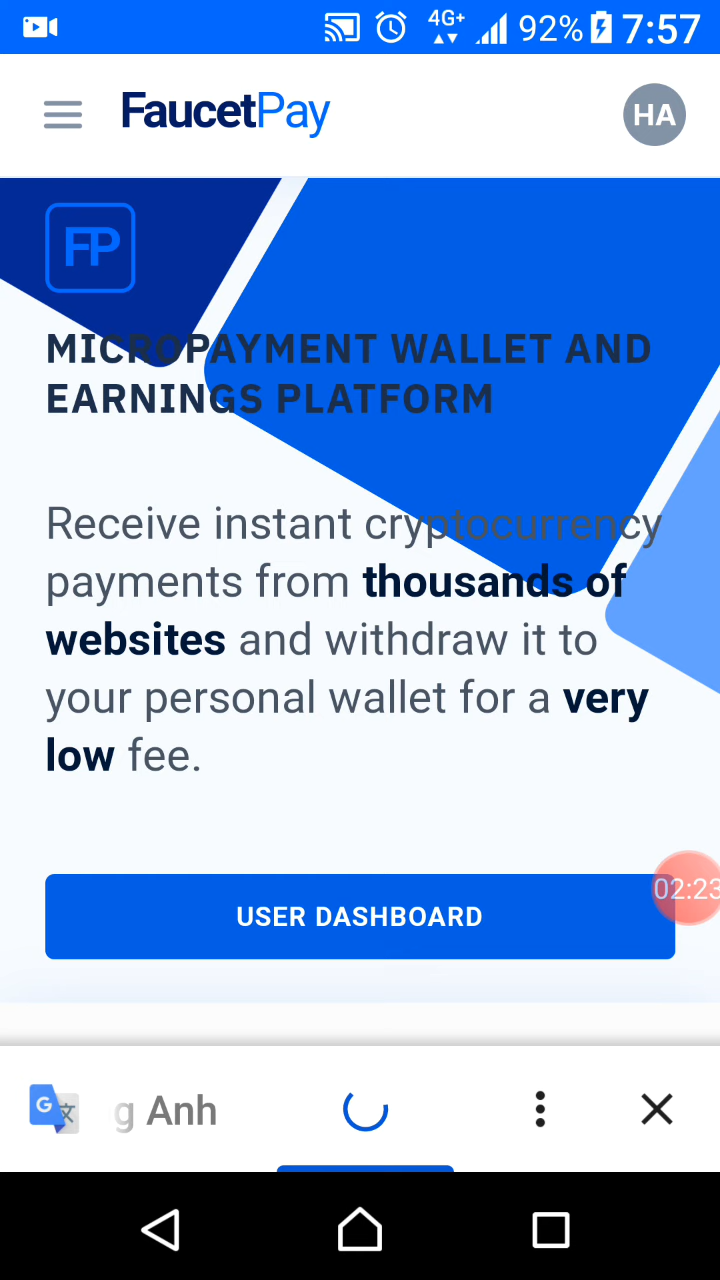 4G+ 92% 7:57
FaucetPay
HA
FP
MICROPAYMENT WALLET AND
EARNINGS PLATFORM
Receive instant cryptocurrency
payments from thousands of
websites and withdraw it to
your personal wallet for a very
low fee.
02:23
USER DASHBOARD
G 文
g Anh